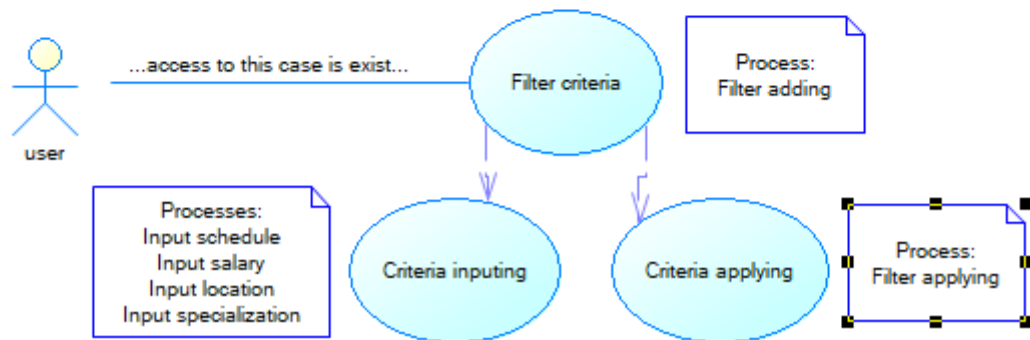 ...access to this case is exist...
Filter criteria
Process:
Filter adding
user
Processes:
Input schedule
Input salary
Input location
Input specialization
Criteria inputing
Criteria applying
Process:
Filter applying